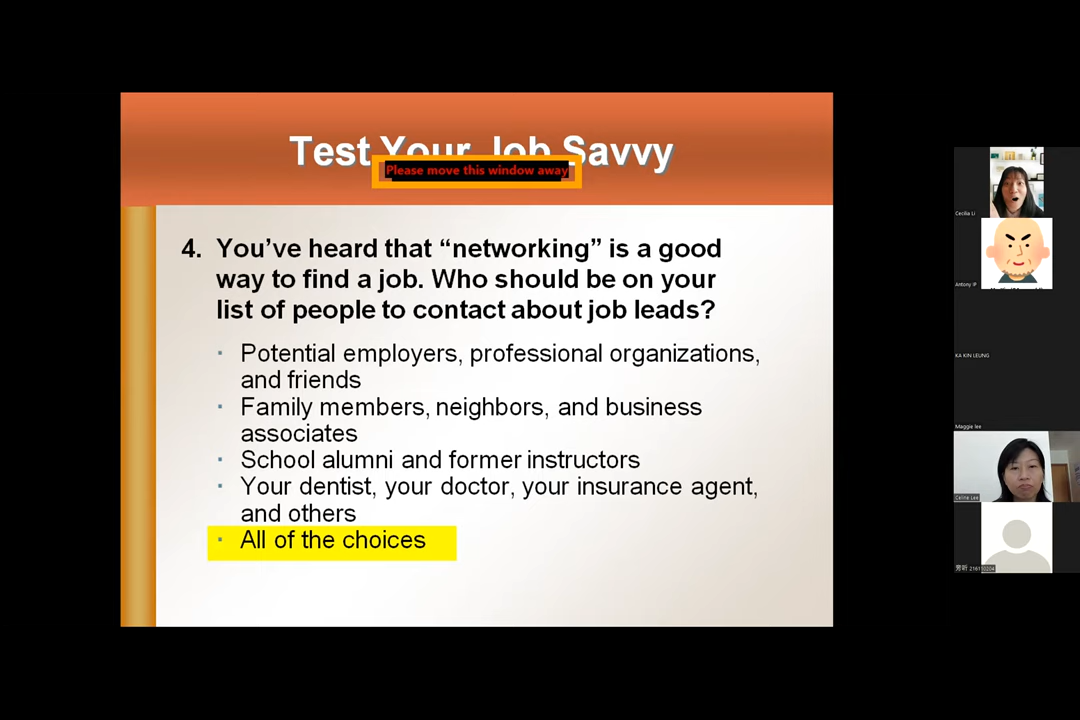 Test Your Job Savvy
Please move this window away
4. You’ve heard that “networking” is a good
way to find a job. Who should be on your
list of people to contact about job leads?
· Potential employers, professional organizations,
and friends
· Family members, neighbors, and business
associates
· School alumni and former instructors
· Your dentist, your doctor, your insurance agent,
and others
· All of the choices
Cecilia Li
Antony IP
KA KIN LEUNG
Maggie lee
Celine Lee